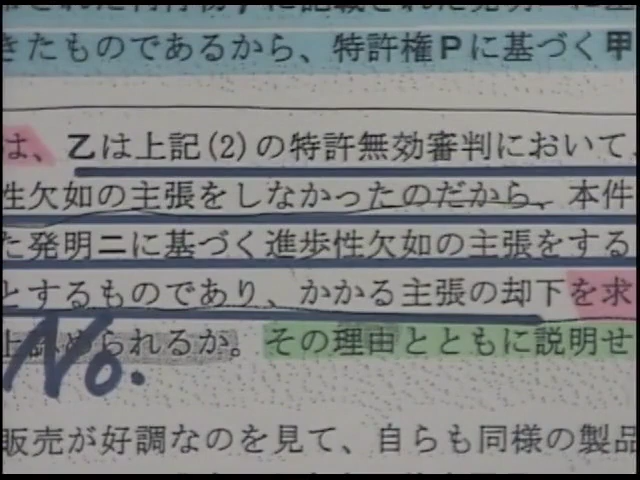 きたものであるから、特許権Pに基づく甲
は、乙は上記(2)の特許無効審判において
性欠如の主張をしなかったのだから、本件
た発明ニに基づく進歩性欠如の主張をする
とするものであり、かかる主張の却下を求
認められるか。その理由とともに説明せ
No.
販売が好調なのを見て、自らも同様の製品